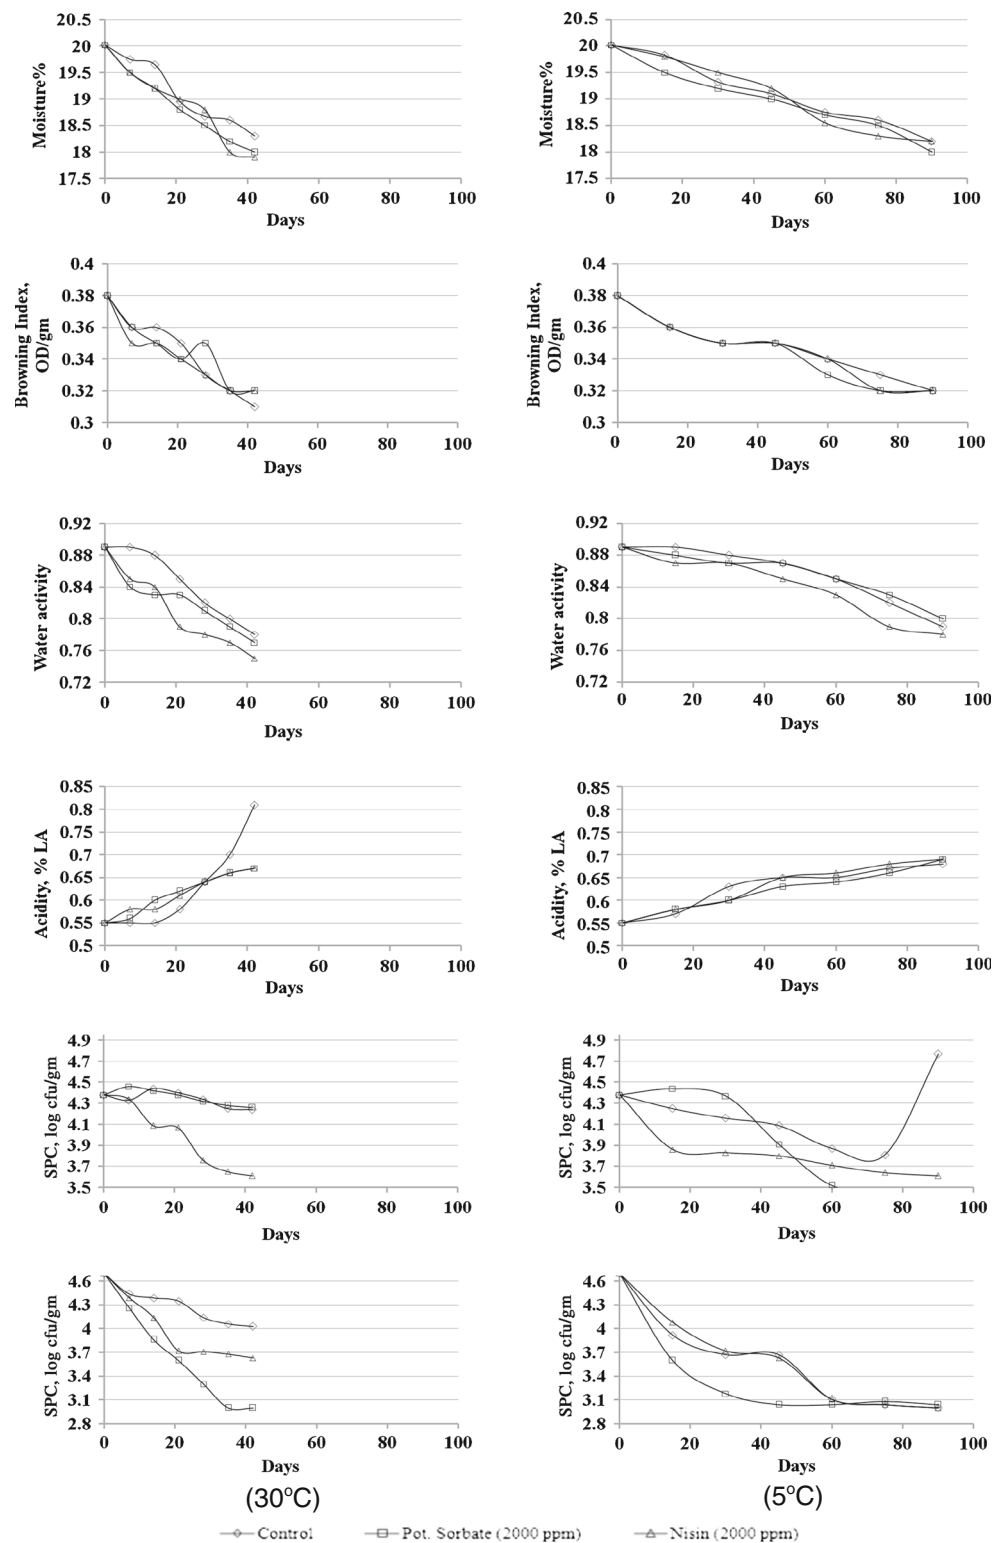 20.5
20
19.5
19
18.5
18
17.5
Moisture%
0 20 40 60 80 100
Days
20.5
20
19.5
19
18.5
18
17.5
Moisture%
0 20 40 60 80 100
Days
0.4
0.38
0.36
0.34
0.32
0.3
Browning Index,
OD/gm
0 20 40 60 80 100
Days
0.4
0.38
0.36
0.34
0.32
0.3
Browning Index,
OD/gm
0 20 40 60 80 100
Days
0.92
0.88
0.84
0.8
0.76
0.72
Water activity
0 20 40 60 80 100
Days
0.92
0.88
0.84
0.8
0.76
0.72
Water activity
0 20 40 60 80 100
Days
0.85
0.8
0.75
0.7
0.65
0.6
0.55
0.5
Acidity, % LA
0 20 40 60 80 100
Days
0.85
0.8
0.75
0.7
0.65
0.6
0.55
0.5
Acidity, % LA
0 20 40 60 80 100
Days
4.9
4.7
4.5
4.3
4.1
3.9
3.7
3.5
SPC, log cfu/gm
0 20 40 60 80 100
Days
4.9
4.7
4.5
4.3
4.1
3.9
3.7
3.5
SPC, log cfu/gm
0 20 40 60 80 100
Days
4.6
4.3
4
3.7
3.4
3.1
2.8
SPC, log cfu/gm
0 20 40 60 80 100
Days
(30°C)
4.6
4.3
4
3.7
3.4
3.1
2.8
SPC, log cfu/gm
0 20 40 60 80 100
Days
(5°C)
Control Pot. Sorbate (2000 ppm) Nisin (2000 ppm)